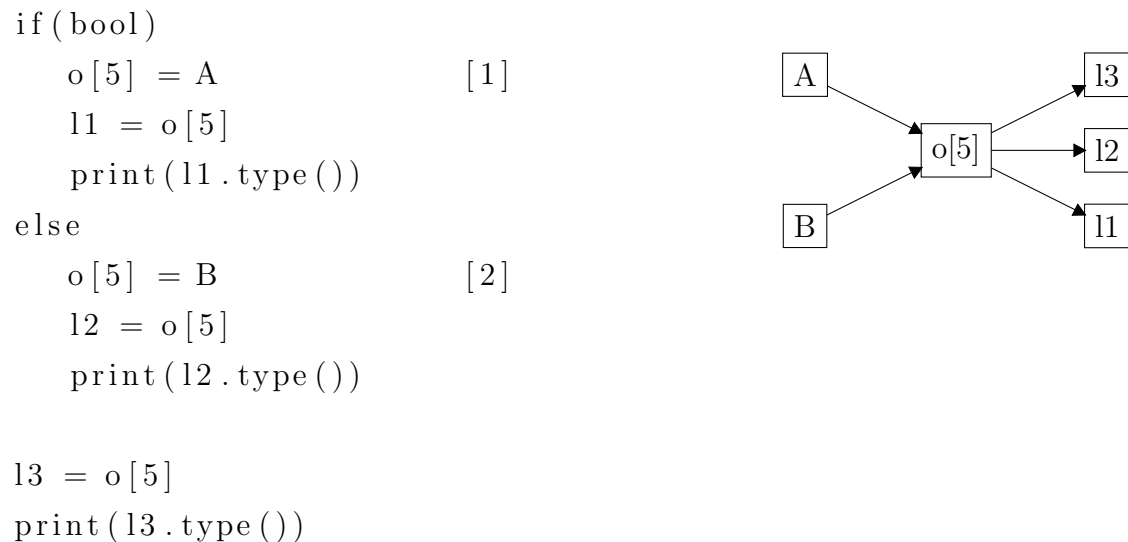 if(bool)
o[5] = A [1]
l1 = o[5]
print(l1.type())
else
o[5] = B [2]
l2 = o[5]
print(l2.type())
l3 = o[5]
print(l3.type())
A
B
o[5]
l3
l2
l1